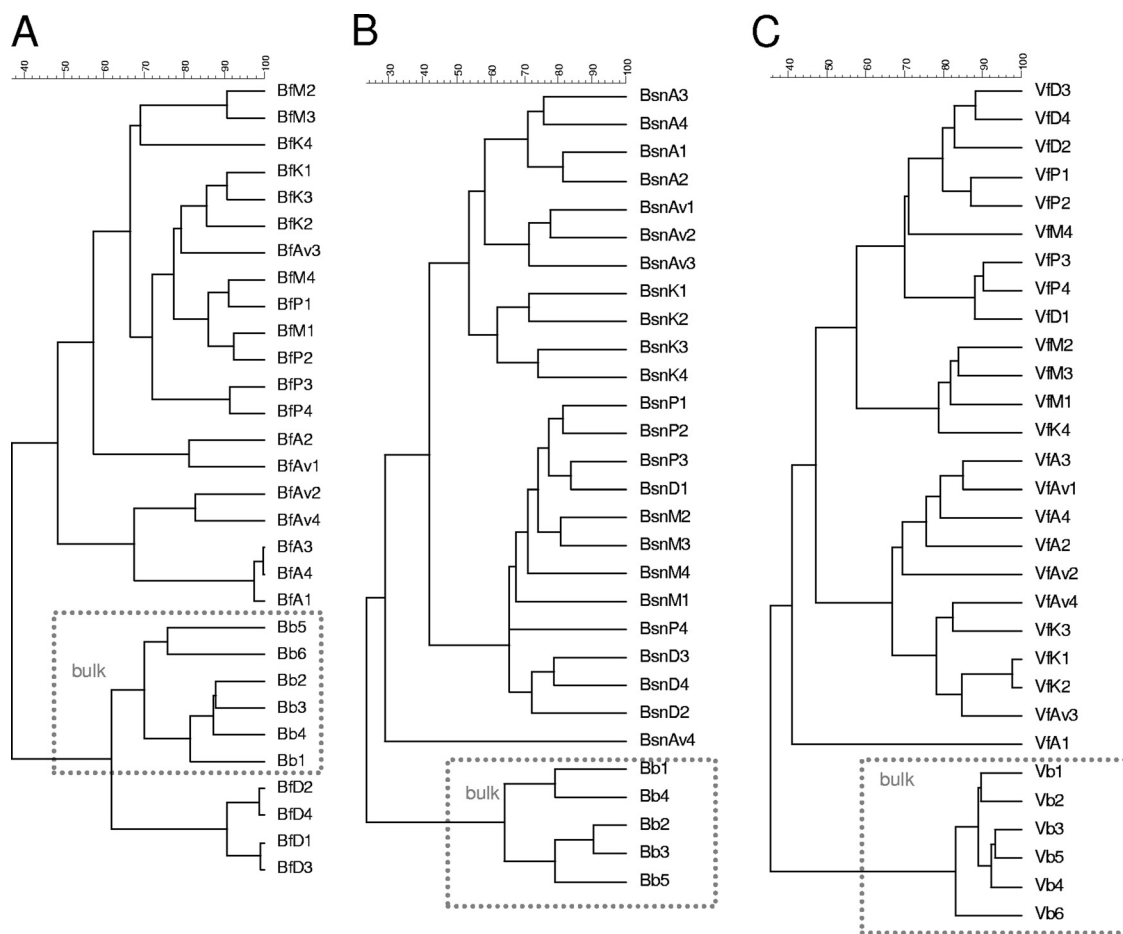 A
40 50 60 70 80 90 100
BfM2
BfM3
BfK4
BfK1
BfK3
BfK2
BfAv3
BfM4
BfP1
BfM1
BfP2
BfP3
BfP4
BfA2
BfAv1
BfAv2
BfAv4
BfA3
BfA4
BfA1
bulk
Bb5
Bb6
Bb2
Bb3
Bb4
Bb1
BfD2
BfD4
BfD1
BfD3
B
30 40 50 60 70 80 90 100
BsnA3
BsnA4
BsnA1
BsnA2
BsnAv1
BsnAv2
BsnAv3
BsnK1
BsnK2
BsnK3
BsnK4
BsnP1
BsnP2
BsnP3
BsnD1
BsnM2
BsnM3
BsnM4
BsnM1
BsnP4
BsnD3
BsnD4
BsnD2
BsnAv4
bulk
Bb1
Bb4
Bb2
Bb3
Bb5
C
40 50 60 70 80 90 100
VfD3
VfD4
VfD2
VfP1
VfP2
VfM4
VfP3
VfP4
VfD1
VfM2
VfM3
VfM1
VfK4
VfA3
VfAv1
VfA4
VfA2
VfAv2
VfAv4
VfK3
VfK1
VfK2
VfAv3
VfA1
bulk
Vb1
Vb2
Vb3
Vb5
Vb4
Vb6